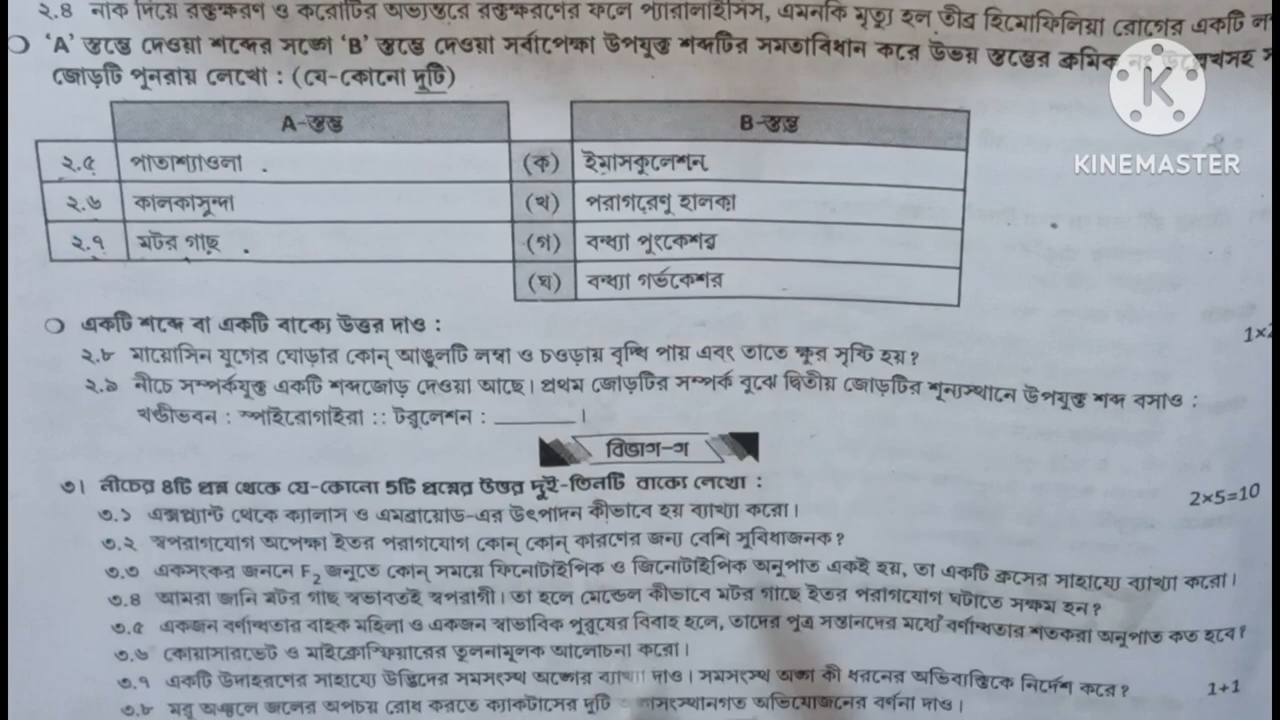 ২.৪ নাক দিয়ে রক্তক্ষরণ ও করোটির অভ্যন্তরে রক্তক্ষরণের ফলে প্যারালাইসিস, এমনকি মৃত্যু হল তীব্র হিমোফিলিয়া রোগের একটি
'A' স্তম্ভে দেওয়া শব্দের সঙ্গে 'B' স্তম্ভে দেওয়া সর্বাপেক্ষা উপযুক্ত শব্দটির সমতাবিধান করে উভয় স্তম্ভের ক্রমিক নং উল্লেখসহ
জোড়টি পুনরায় লেখো : (যে-কোনো দুটি)
A-স্তম্ভ B-স্তম্ভ
২.৫ পাতাশ্যাওলা . (ক) ইমাসকুলেশন
২.৬ কালকাসুন্দা (খ) পরাগরেণু হালকা
২.৭ মটর গাছ . (গ) বন্ধ্যা পুংকেশর
(ঘ) বন্ধ্যা গর্ভকেশর
KINEMASTER
একটি শব্দে বা একটি বাক্যে উত্তর দাও : 1×2
২.৮ মায়োসিন যুগের ঘোড়ার কোন্ আঙুলটি লম্বা ও চওড়ায় বৃদ্ধি পায় এবং তাতে ক্ষুর সৃষ্টি হয়?
২.৯ নীচে সম্পর্কযুক্ত একটি শব্দজোড় দেওয়া আছে। প্রথম জোড়টির সম্পর্ক বুঝে দ্বিতীয় জোড়টির শূন্যস্থানে উপযুক্ত শব্দ বসাও :
খণ্ডীভবন : স্পাইরোগাইরা :: টরুলেশন : ________ ।
বিভাগ-গ
৩। নীচের 8টি প্রশ্ন থেকে যে-কোনো 5টি প্রশ্নের উত্তর দুই-তিনটি বাক্যে লেখো : 2×5=10
৩.১ এক্সপ্ল্যান্ট থেকে ক্যালাস ও এমব্রায়োড-এর উৎপাদন কীভাবে হয় ব্যাখ্যা করো।
৩.২ স্বপরাগযোগ অপেক্ষা ইতর পরাগযোগ কোন্ কোন্ কারণের জন্য বেশি সুবিধাজনক?
৩.৩ একসংকর জননে F₂ জনুতে কোন্ সময়ে ফিনোটাইপিক ও জিনোটাইপিক অনুপাত একই হয়, তা একটি ক্রসের সাহায্যে ব্যাখ্যা করো।
৩.৪ আমরা জানি মটর গাছ স্বভাবতই স্বপরাগী। তা হলে মেন্ডেল কীভাবে মটর গাছে ইতর পরাগযোগ ঘটাতে সক্ষম হন?
৩.৫ একজন বর্ণান্ধতার বাহক মহিলা ও একজন স্বাভাবিক পুরুষের বিবাহ হলে, তাদের পুত্র সন্তানদের মধ্যে বর্ণান্ধতার শতকরা অনুপাত কত হবে?
৩.৬ কোয়াসারভেট ও মাইক্রোস্ফিয়ারের তুলনামূলক আলোচনা করো।
৩.৭ একটি উদাহরণের সাহায্যে উদ্ভিদের সমসংস্থ অঙ্গের ব্যাখ্যা দাও। সমসংস্থ অঙ্গ কী ধরনের অভিব্যক্তিকে নির্দেশ করে? 1+1
৩.৮ মরু অঞ্চলে জলের অপচয় রোধ করতে ক্যাকটাসের দুটি অঙ্গসংস্থানগত অভিযোজনের বর্ণনা দাও।